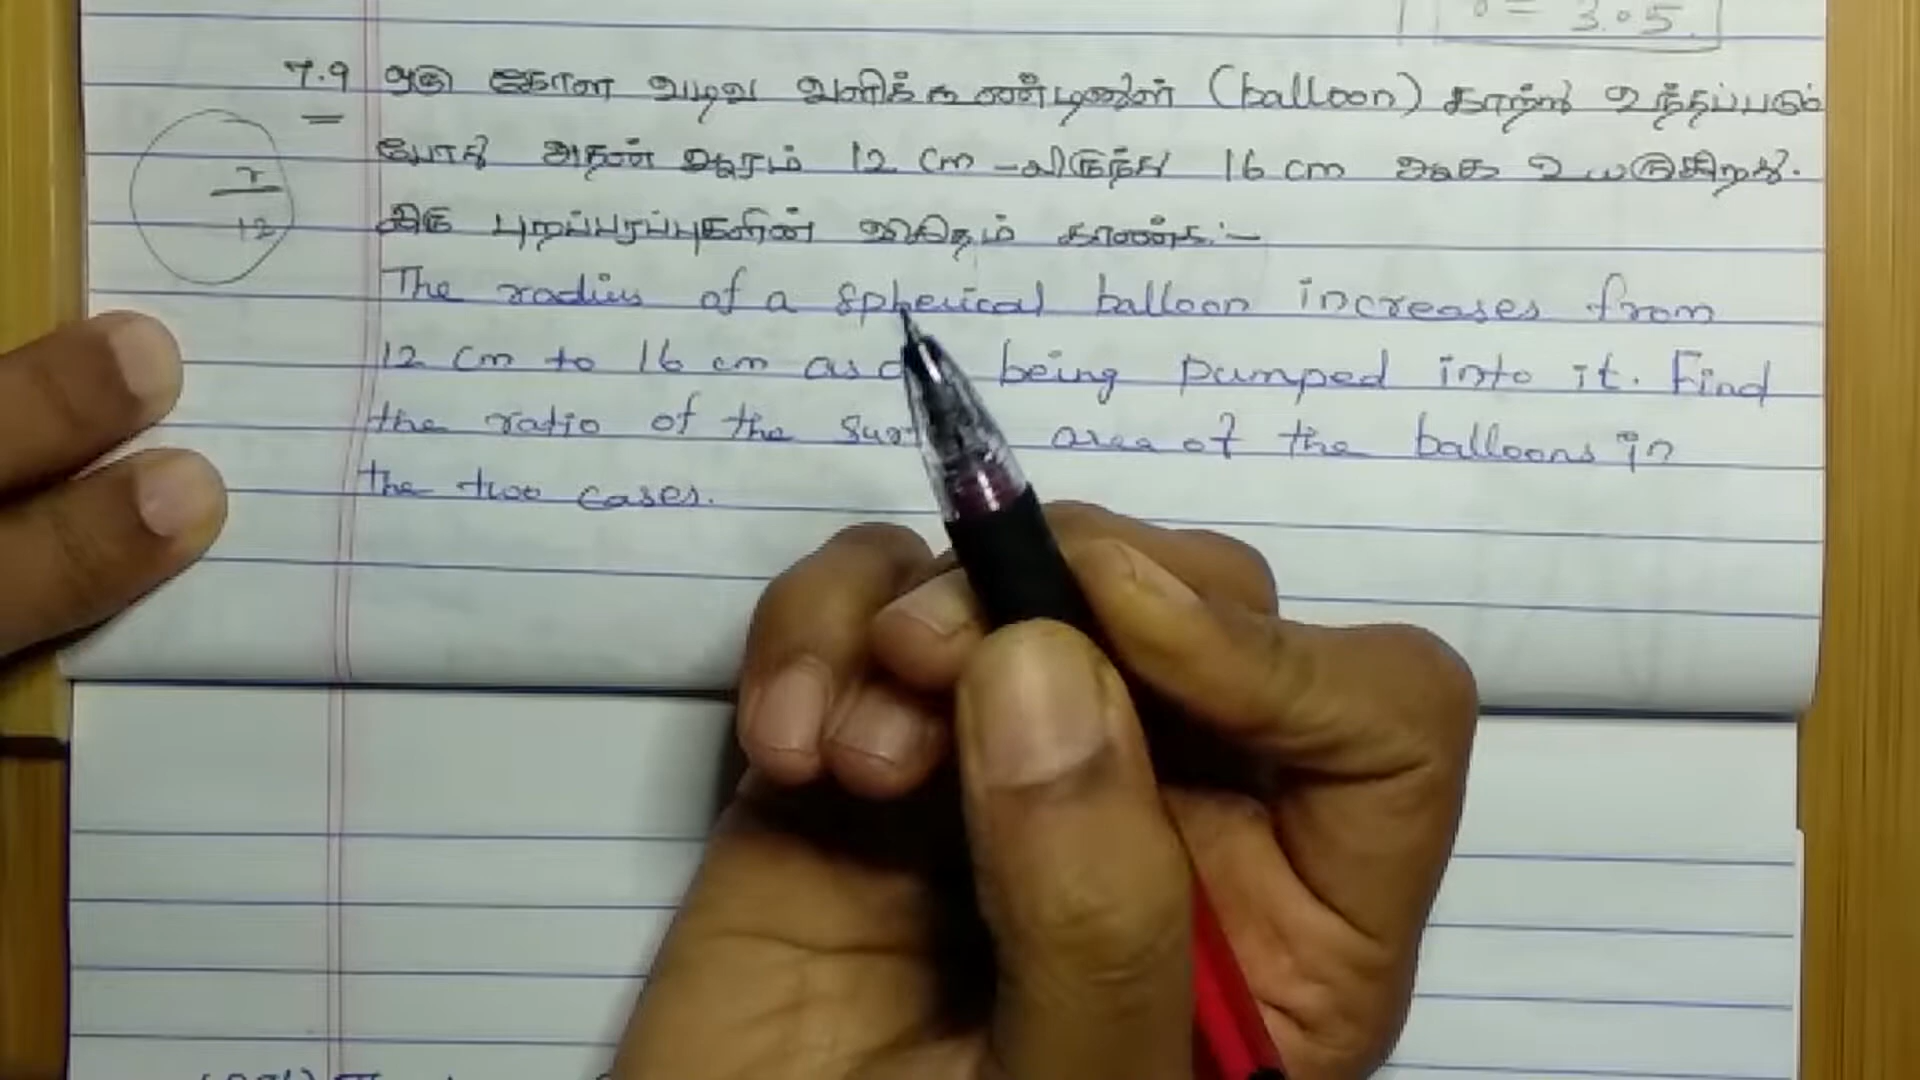 = 3.5
7.9 ஒரு கோள வடிவ வளிக்கூண்டினுள் (balloon) காற்று உந்தப்படும்
போது அதன் ஆரம் 12 cm -லிருந்து 16 cm ஆக உயருகிறது.
இரு புறப்பரப்புகளின் விகிதம் காண்க:-
r
12
The radius of a spherical balloon increases from
12 cm to 16 cm as being pumped into it. Find
the ratio of the area of the balloons in
the two cases.